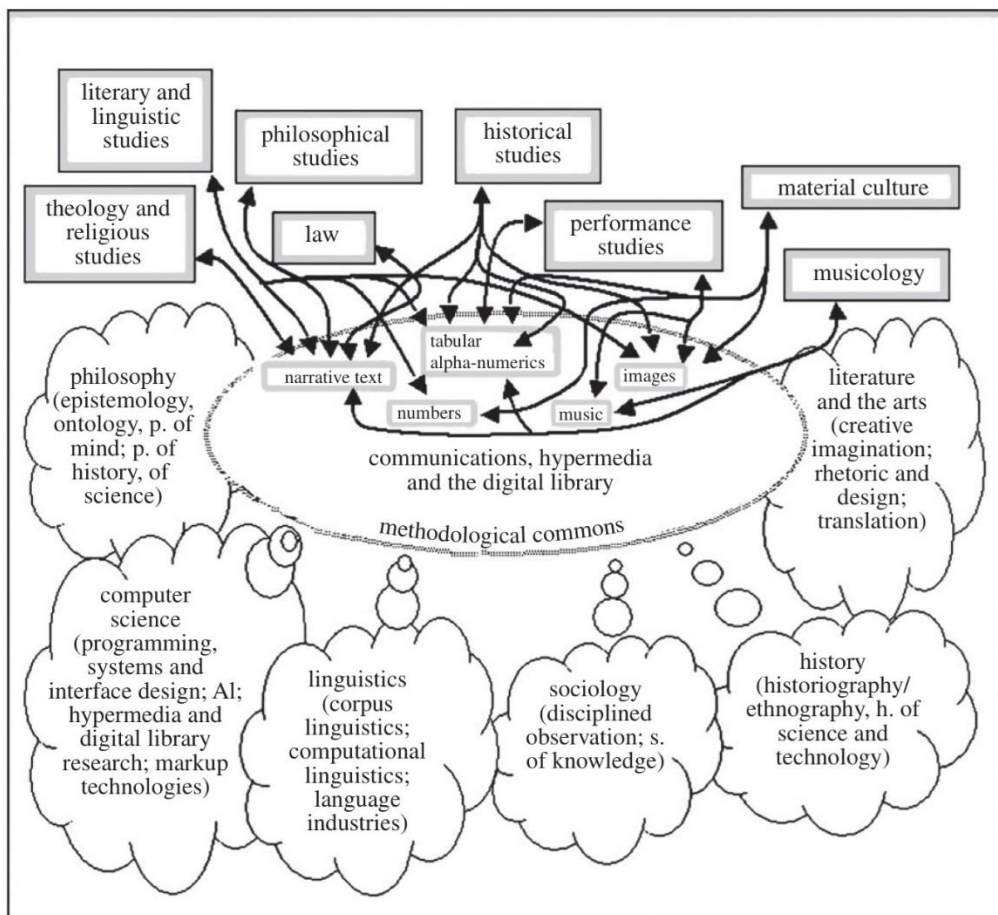 literary and
linguistic
studies
philosophical
studies
historical
studies
material culture
theology and
religious
studies
law
performance
studies
musicology
tabular
alpha-numerics
narrative text
images
numbers
music
communications, hypermedia
and the digital library
methodological commons
philosophy
(epistemology,
ontology, p. of
mind; p. of
history, of
science)
literature
and the arts
(creative
imagination;
rhetoric and
design;
translation)
computer
science
(programming,
systems and
interface design; Al;
hypermedia and
digital library
research; markup
technologies)
linguistics
(corpus
linguistics;
computational
linguistics;
language
industries)
sociology
(disciplined
observation; s.
of knowledge)
history
(historiography/
ethnography, h. of
science and
technology)